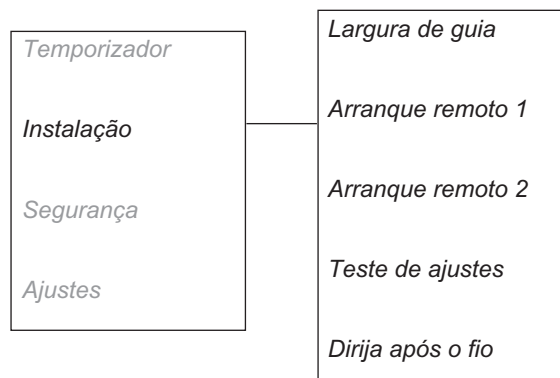 Temporizador
Instalação
Segurança
Ajustes
Largura de guia
Arranque remoto 1
Arranque remoto 2
Teste de ajustes
Dirija após o fio